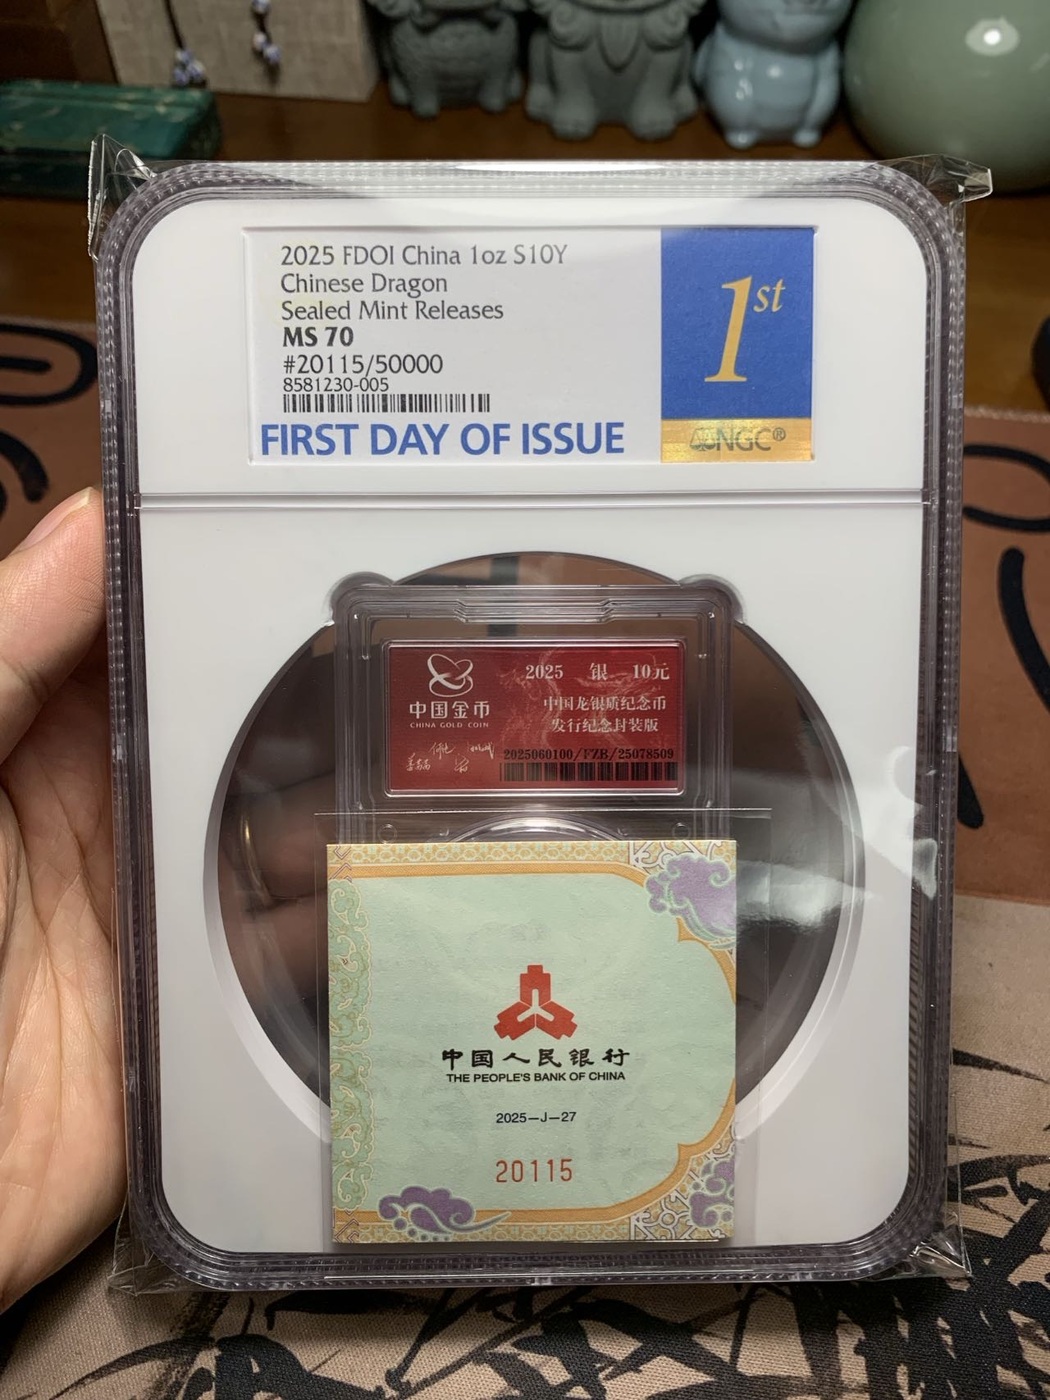 2025 FDOI China 1oz S10Y
Chinese Dragon
Sealed Mint Releases
MS 70
#20115/50000
8581230-005
FIRST DAY OF ISSUE
1st
NGC®
中国金币
CHINA GOLD COIN
2025 银 10元
中国龙银质纪念币
发行纪念封装版
2025060100/FZB/25078509
中国人民银行
THE PEOPLE'S BANK OF CHINA
2025—J—27
20115